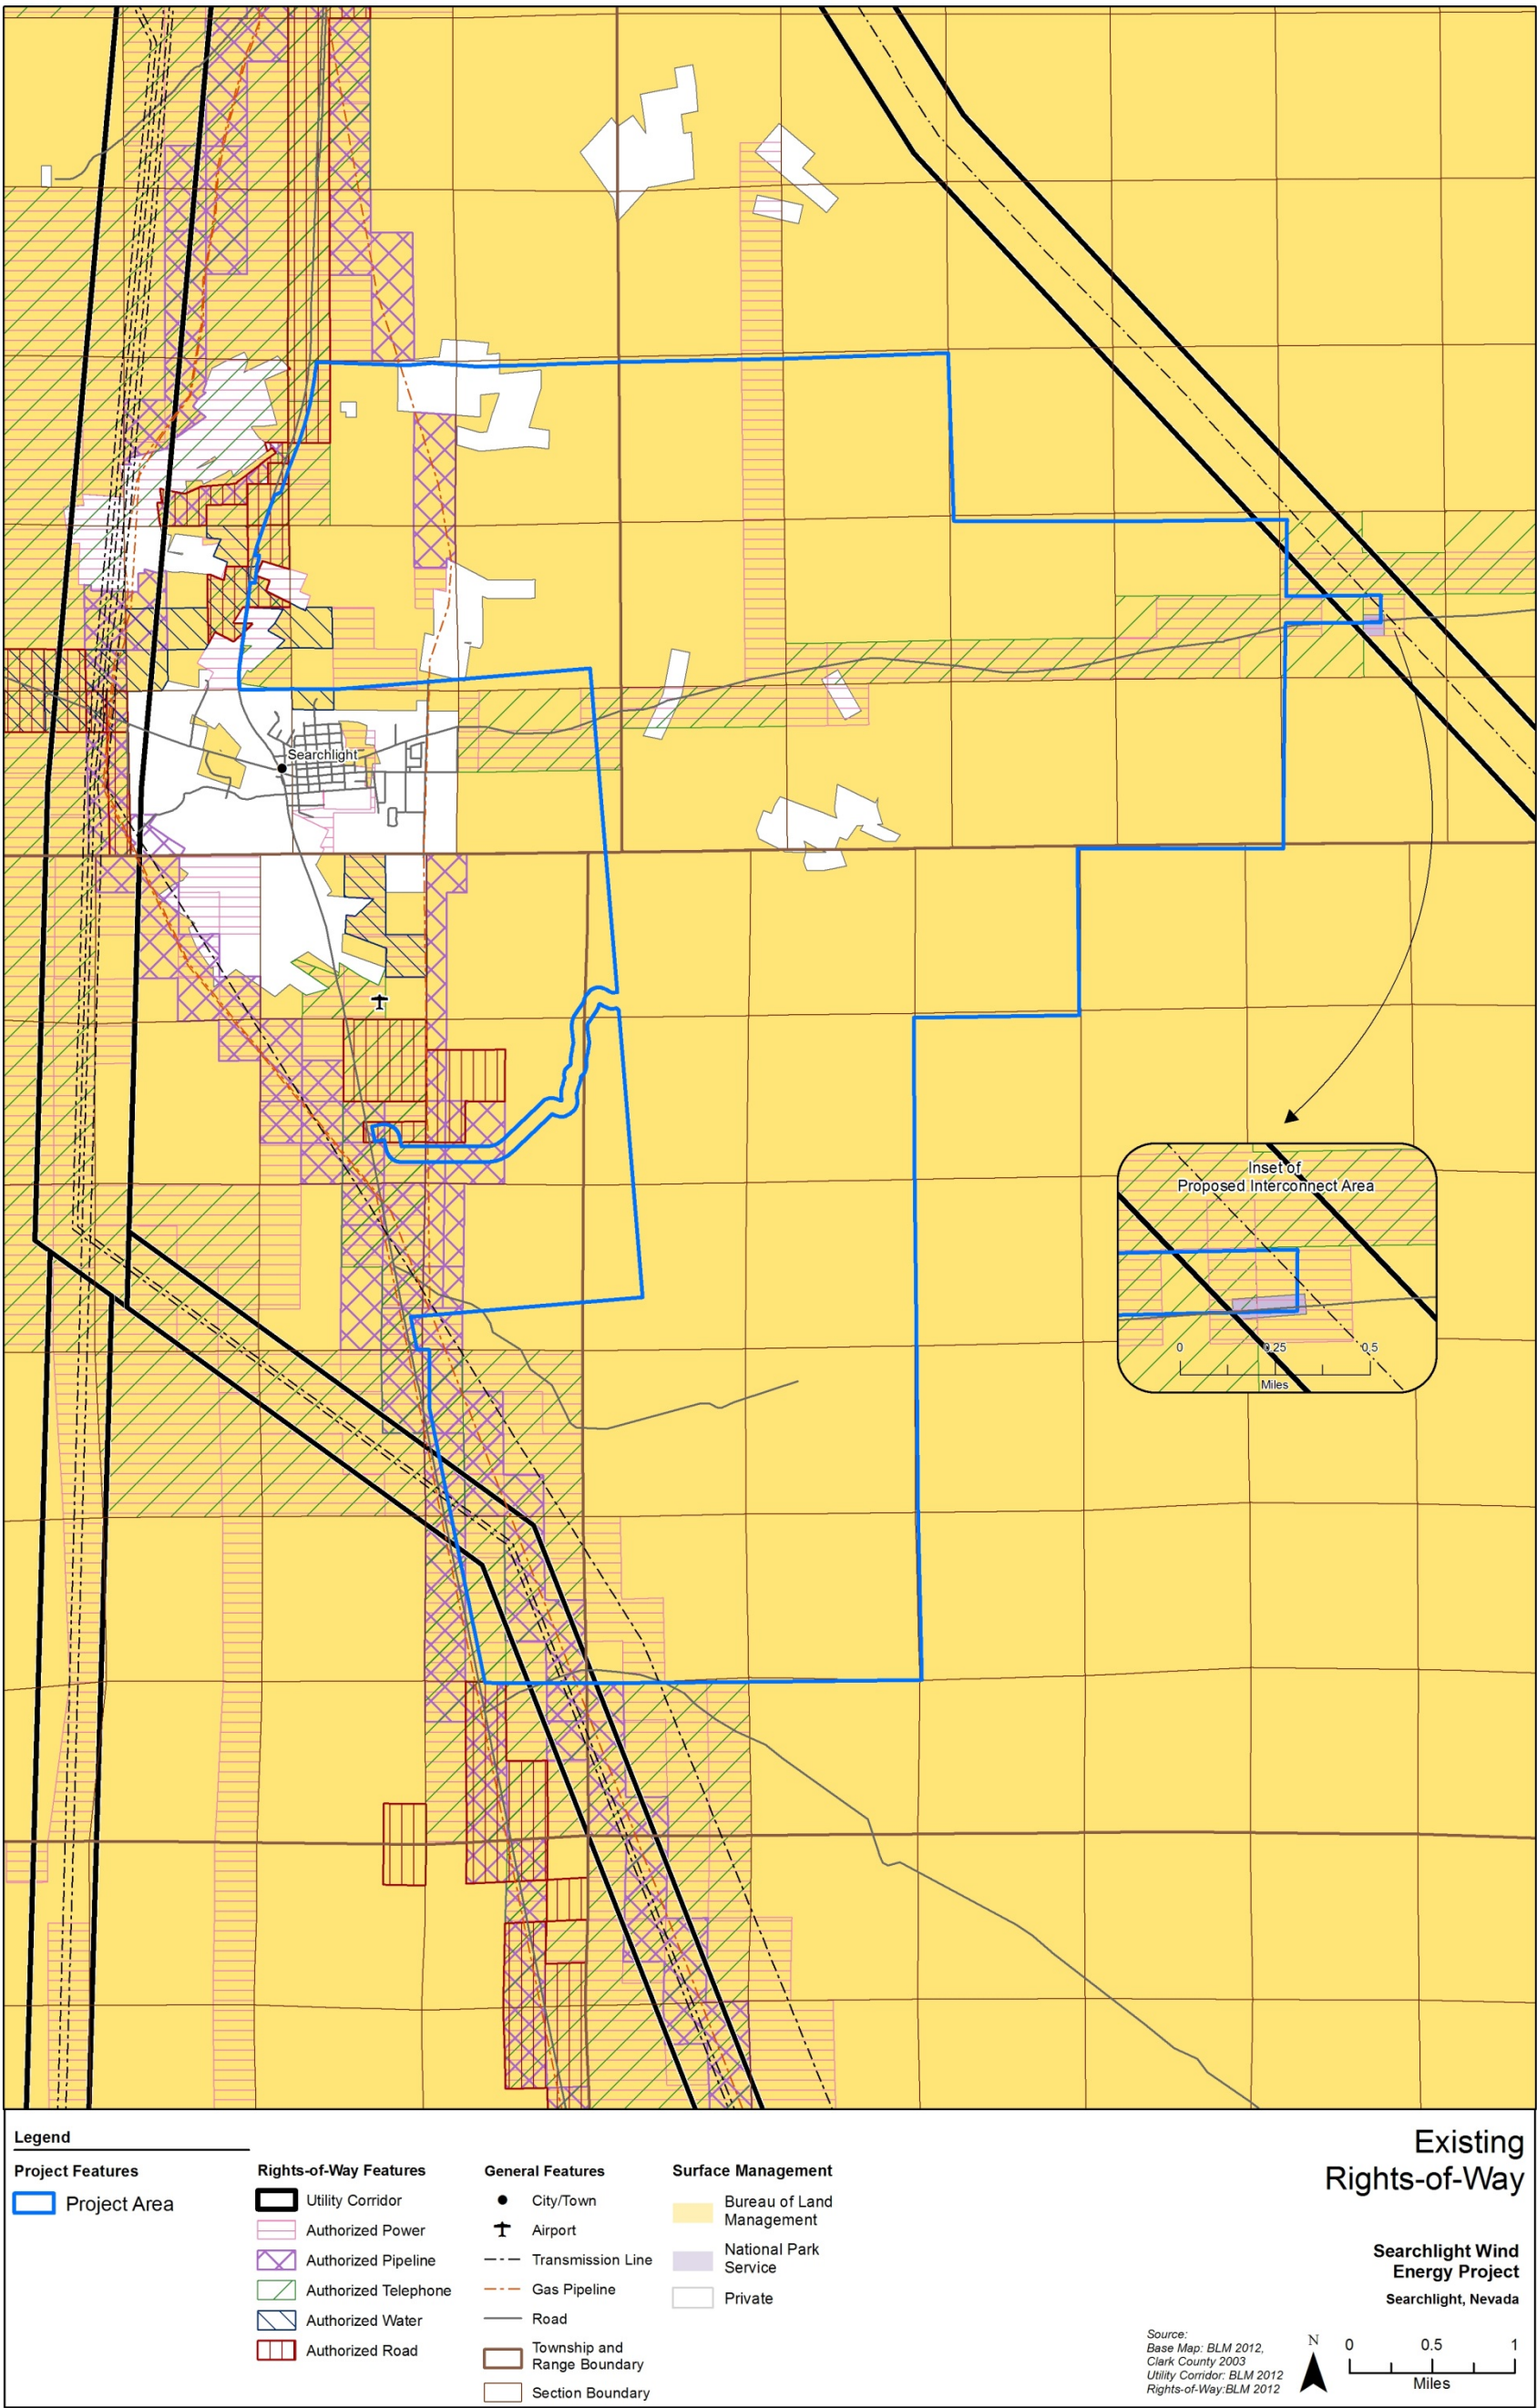 Searchlight
Inset of
Proposed Interconnect Area
0
0.25
0.5
Miles
Legend
Project Features
Project Area
Rights-of-Way Features
Utility Corridor
Authorized Power
Authorized Pipeline
Authorized Telephone
Authorized Water
Authorized Road
General Features
City/Town
Airport
Transmission Line
Gas Pipeline
Road
Township and
Range Boundary
Section Boundary
Surface Management
Bureau of Land
Management
National Park
Service
Private
Existing
Rights-of-Way
Searchlight Wind
Energy Project
Searchlight, Nevada
Source:
Base Map: BLM 2012,
Clark County 2003
Utility Corridor: BLM 2012
Rights-of-Way:BLM 2012
N
0
0.5
1
Miles